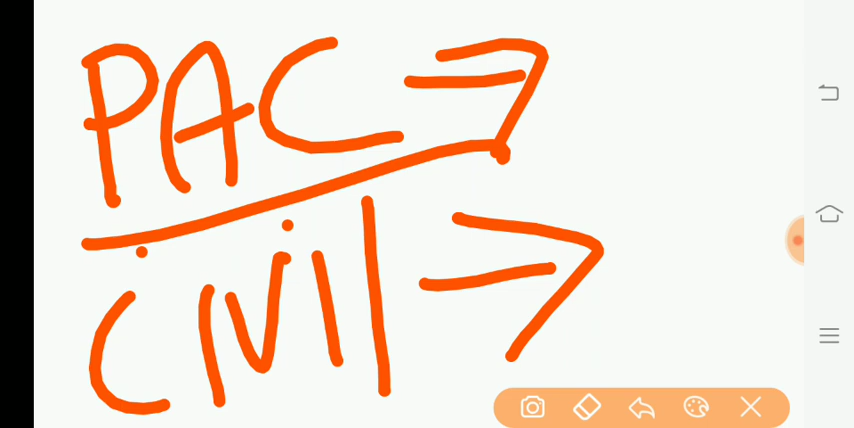 PAC →
Civil →